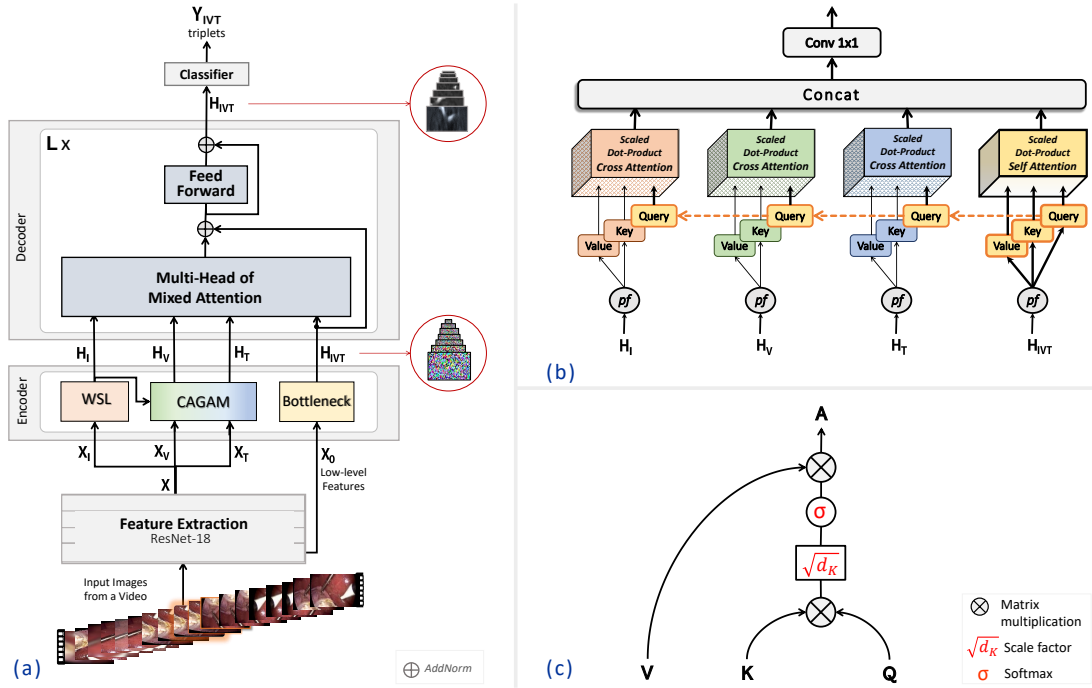 Y_IVT
triplets
Classifier
H_IVT
L x
Decoder
Feed
Forward
Multi-Head of
Mixed Attention
H_I H_V H_T H_IVT
Encoder
WSL CAGAM Bottleneck
X_I X_V X_T X_0
Low-level
Features
X
Feature Extraction
ResNet-18
Input Images
from a Video
(a)
⊕ AddNorm
Conv 1x1
Concat
Scaled
Dot-Product
Cross Attention
Scaled
Dot-Product
Cross Attention
Scaled
Dot-Product
Cross Attention
Scaled
Dot-Product
Self Attention
Query Query Query Query
Key Key Key Key
Value Value Value Value
pf pf pf pf
H_I H_V H_T H_IVT
(b)
A
σ
√d_K
V K Q
(c)
Matrix
multiplication
√d_K Scale factor
σ Softmax